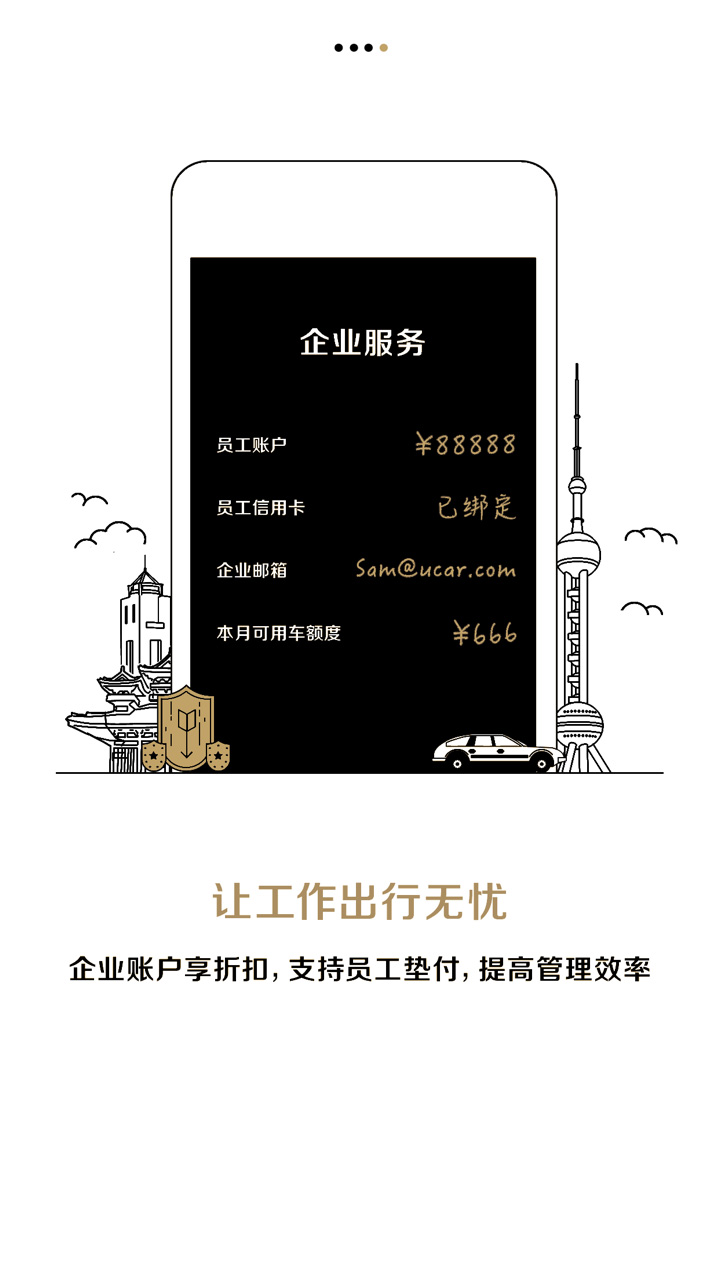 企业服务
员工账户 ¥88888
员工信用卡 已绑定
企业邮箱 Sam@ucar.com
本月可用车额度 ¥666
让工作出行无忧
企业账户享折扣, 支持员工垫付, 提高管理效率